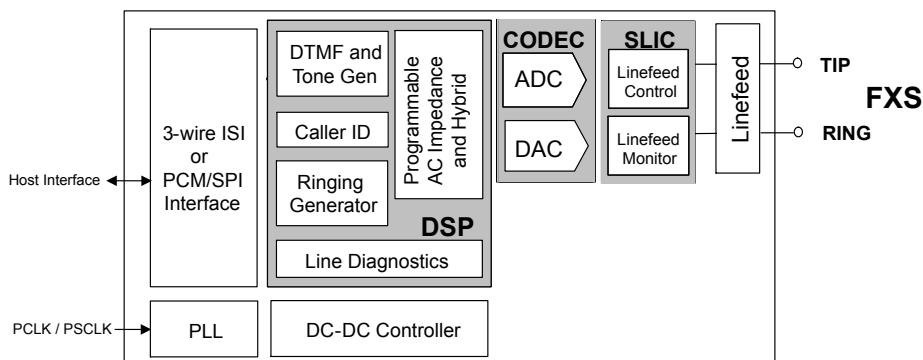 DTMF and
Tone Gen
Caller ID
Ringing
Generator
Programmable
AC Impedance
and Hybrid
DSP
Line Diagnostics
CODEC
ADC
DAC
SLIC
Linefeed
Control
Linefeed
Monitor
Linefeed
TIP
FXS
RING
3-wire ISI
or
PCM/SPI
Interface
Host Interface
PCLK / PSCLK
PLL
DC-DC Controller